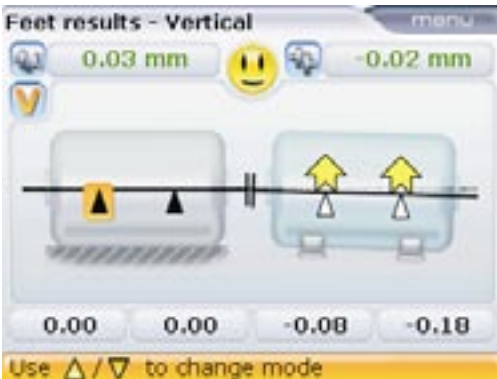 Feet results - Vertical menu
0.03 mm -0.02 mm
V
0.00 0.00 -0.08 -0.18
Use △/▽ to change mode